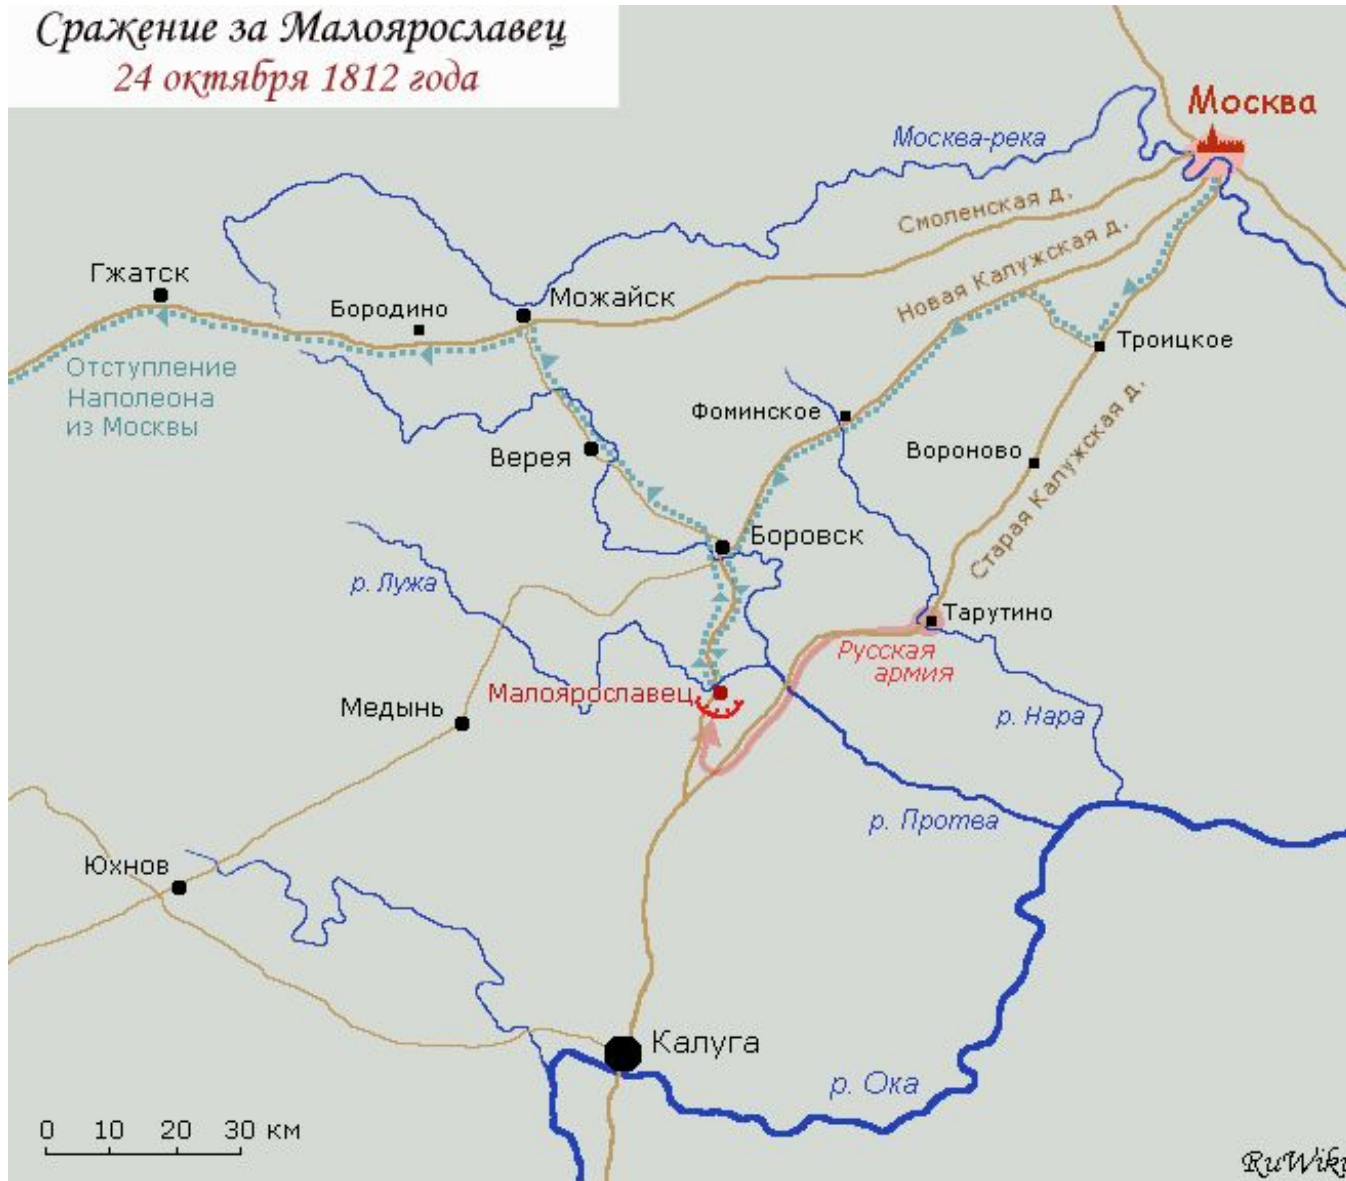 Сражение за Малоярославец
24 октября 1812 года
Москва
Москва-река
Смоленская д.
Новая Калужская д.
Гжатск
Можайск
Бородино
Троицкое
Отступление
Наполеона
из Москвы
Фоминское
Верея
Вороново
Старая Калужская д.
Боровск
р. Лужа
Тарутино
Русская
армия
Малоярославец
Медынь
р. Нара
р. Протва
Юхнов
Калуга
р. Ока
0 10 20 30 км
RuWiki